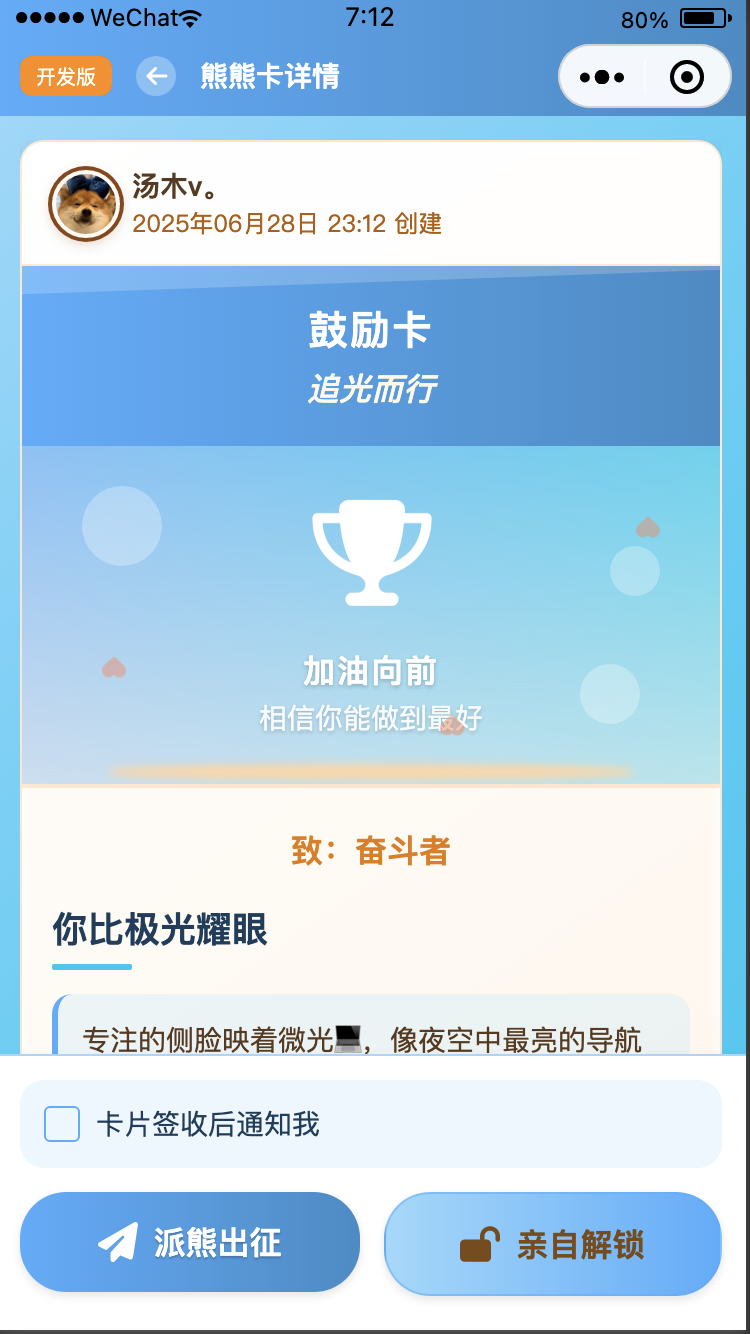 WeChat
7:12
80%
开发版
熊熊卡详情
汤木v。
2025年06月28日 23:12 创建
鼓励卡
追光而行
加油向前
相信你能做到最好
致：奋斗者
你比极光耀眼
专注的侧脸映着微光💻，像夜空中最亮的导航
卡片签收后通知我
派熊出征
亲自解锁